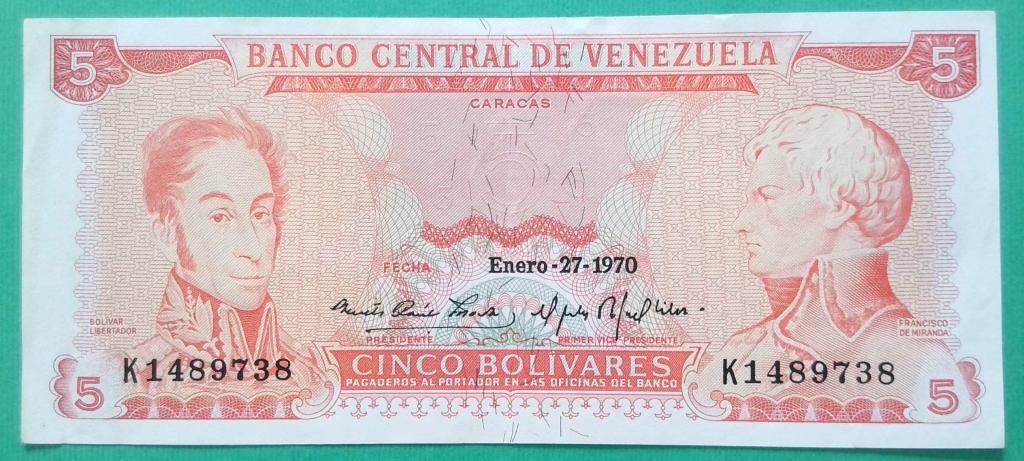 5
BANCO CENTRAL DE VENEZUELA
5
CARACAS
FECHA
Enero-27-1970
BOLIVAR
LIBERTADOR
FRANCISCO
DE MIRANDA
PRESIDENTE
PRIMER VICE-PRESIDENTE
K1489738
CINCO BOLIVARES
K1489738
5
PAGADEROS AL PORTADOR EN LAS OFICINAS DEL BANCO
5